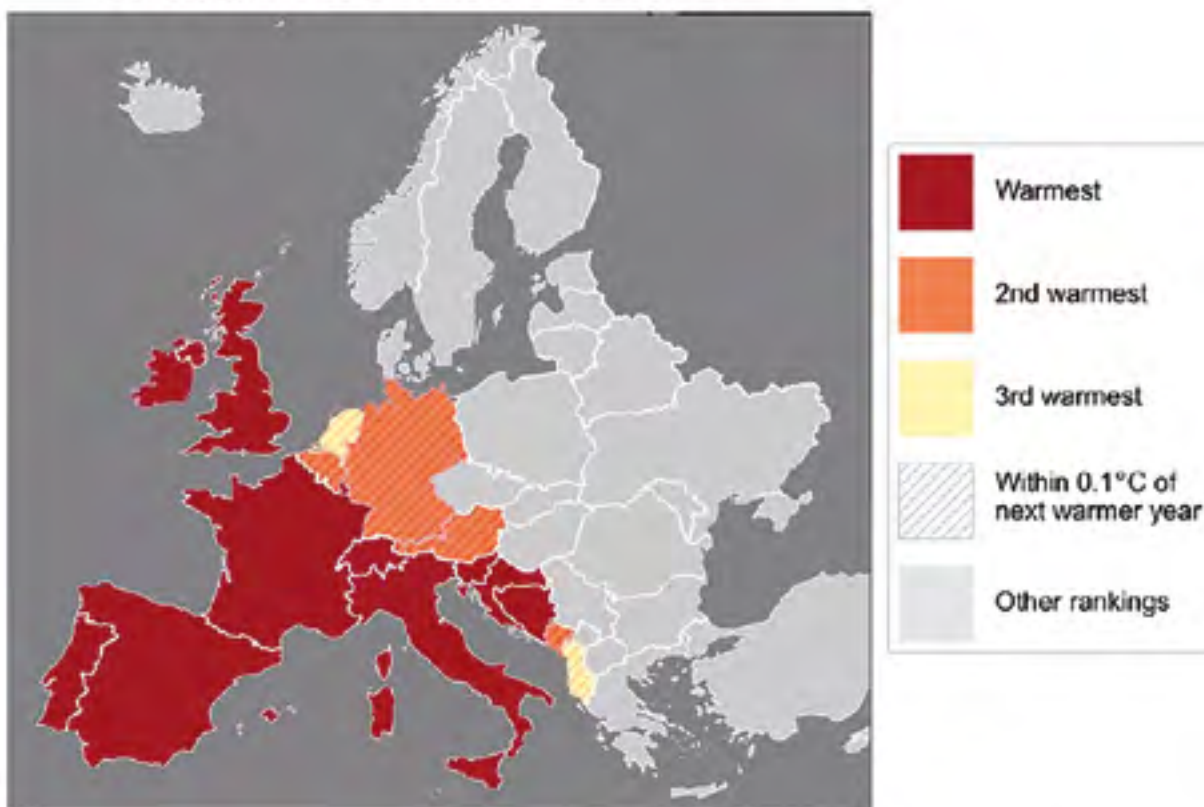 Warmest
2nd warmest
3rd warmest
Within 0.1°C of
next warmer year
Other rankings